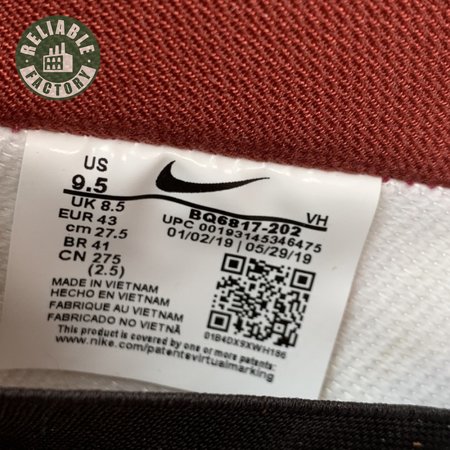 RELIABLE
FACTORY
US
9.5
UK 8.5
EUR 43
cm 27.5
BR 41
CN 275
(2.5)
BQ6817-202 VH
UPC 00193145346475
01/02/19 | 05/29/19
MADE IN VIETNAM
HECHO EN VIETNAM
FABRIQUE AU VIETNAM
FABRICADO NO VIETNÃ
01B4DX9XWH186
This product is covered by one or more patents:
www.nike.com/patentsvirtualmarking